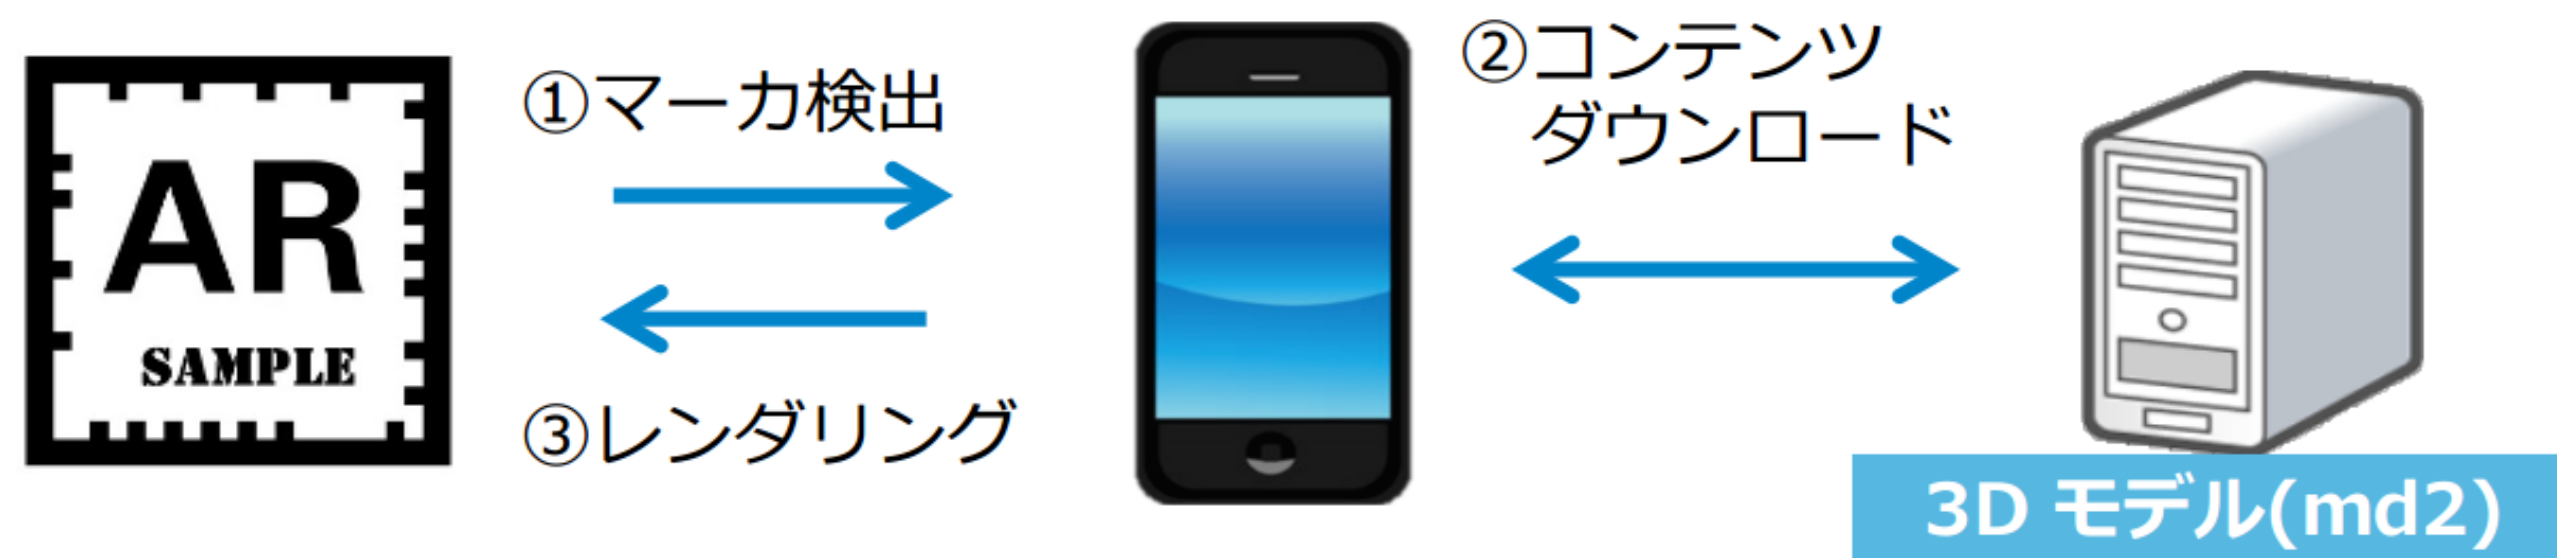 AR
SAMPLE
①マーカ検出
③レンダリング
②コンテンツ
ダウンロード
3D モデル(md2)